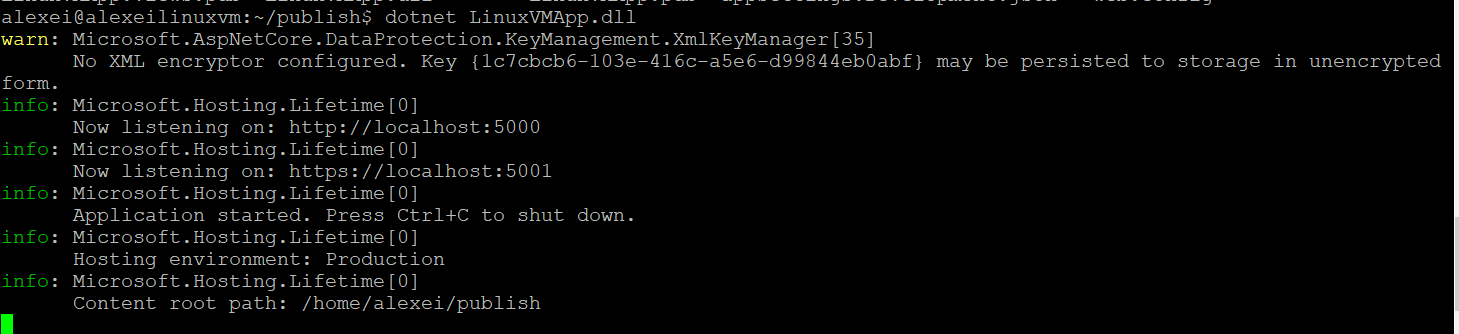 alexei@alexeilinuxvm:~/publish$ dotnet LinuxVMApp.dll
warn: Microsoft.AspNetCore.DataProtection.KeyManagement.XmlKeyManager[35]
      No XML encryptor configured. Key {1c7cbcb6-103e-416c-a5e6-d99844eb0abf} may be persisted to storage in unencrypted
form.
info: Microsoft.Hosting.Lifetime[0]
      Now listening on: http://localhost:5000
info: Microsoft.Hosting.Lifetime[0]
      Now listening on: https://localhost:5001
info: Microsoft.Hosting.Lifetime[0]
      Application started. Press Ctrl+C to shut down.
info: Microsoft.Hosting.Lifetime[0]
      Hosting environment: Production
info: Microsoft.Hosting.Lifetime[0]
      Content root path: /home/alexei/publish